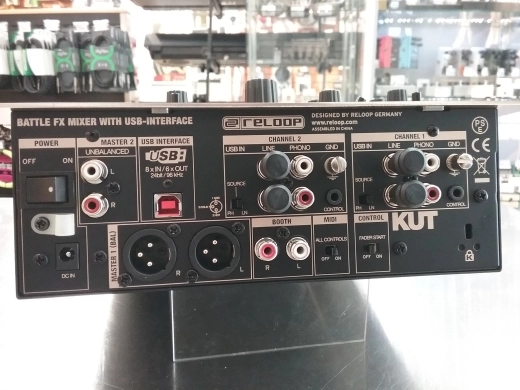 BATTLE FX MIXER WITH USB-INTERFACE
RELOOP
DESIGNED BY RELOOP GERMANY
www.reloop.com
ASSEMBLED IN CHINA
POWER
OFF ON
MASTER 2
UNBALANCED
L
R
USB INTERFACE
USB
8 x IN / 6 x OUT
24bit / 96 kHz
CHANNEL 2
USB IN LINE PHONO GND
SOURCE
PH LN
CONTROL
CHANNEL 1
USB IN LINE PHONO GND
SOURCE
PH LN
CONTROL
PSE
CE
DC IN
MASTER 1 (BAL)
R
L
BOOTH
R L
MIDI
ALL CONTROLS
OFF ON
CONTROL
FADER START
OFF ON
KUT
K